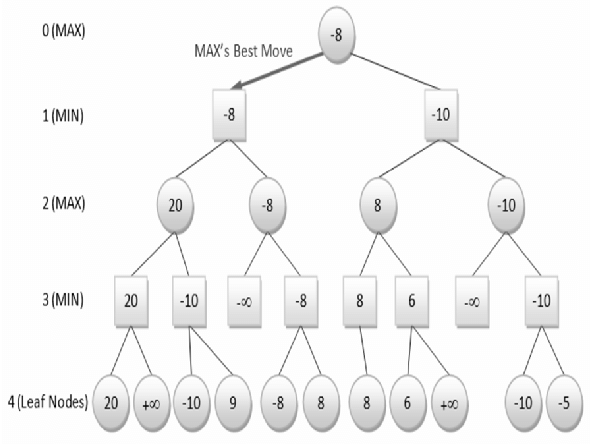 0 (MAX) -8
MAX's Best Move
1 (MIN) -8 -10
2 (MAX) 20 -8 8 -10
3 (MIN) 20 -10 -∞ -8 8 6 -∞ -10
4 (Leaf Nodes) 20 +∞ -10 9 -8 8 8 6 +∞ -10 -5